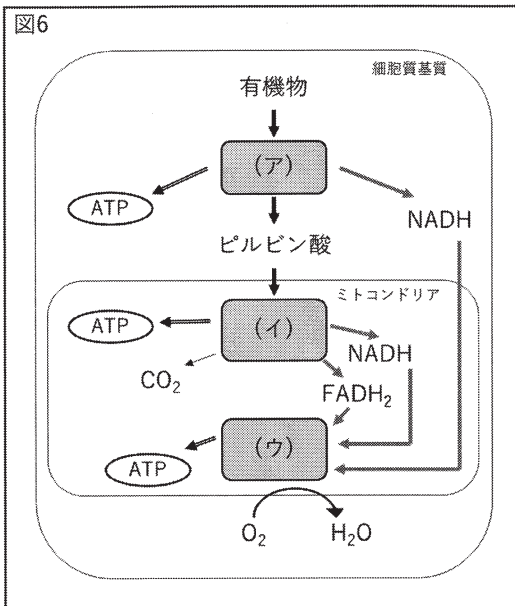 図6
細胞質基質
有機物
(ア)
ATP
NADH
ピルビン酸
ミトコンドリア
(イ)
ATP
NADH
CO₂
FADH₂
(ウ)
ATP
O₂
H₂O